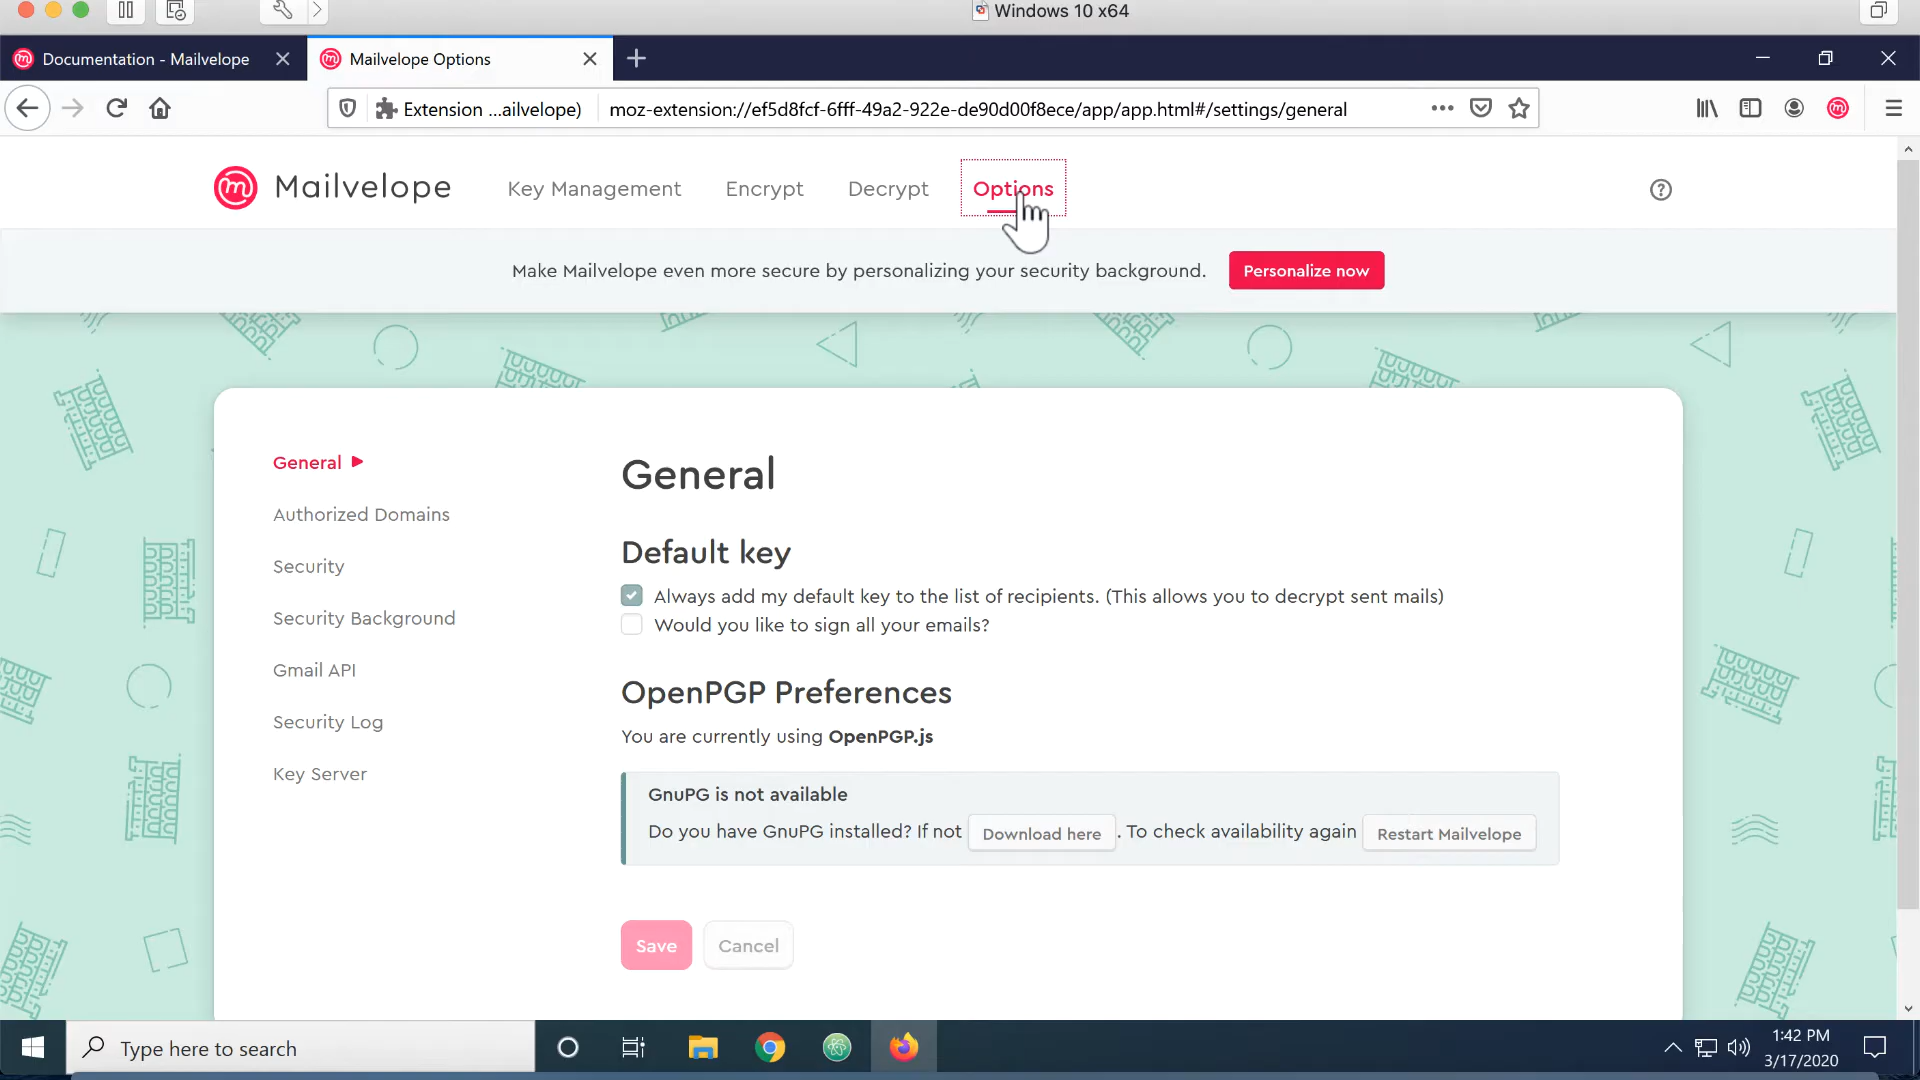 Windows 10 x64
Documentation - Mailvelope
Mailvelope Options
Extension ...ailvelope)
moz-extension://ef5d8fcf-6fff-49a2-922e-de90d00f8ece/app/app.html#/settings/general
Mailvelope
Key Management
Encrypt
Decrypt
Options
Make Mailvelope even more secure by personalizing your security background.
Personalize now
General
Authorized Domains
Security
Security Background
Gmail API
Security Log
Key Server
General
Default key
Always add my default key to the list of recipients. (This allows you to decrypt sent mails)
Would you like to sign all your emails?
OpenPGP Preferences
You are currently using OpenPGP.js
GnuPG is not available
Do you have GnuPG installed? If not Download here . To check availability again Restart Mailvelope
Save
Cancel
Type here to search
1:42 PM
3/17/2020